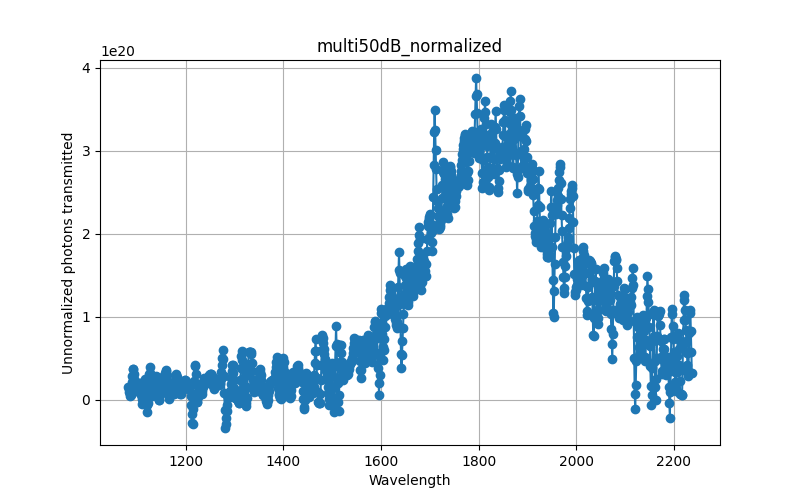 multi50dB_normalized
1e20
4
3
2
1
0
Unnormalized photons transmitted
1200 1400 1600 1800 2000 2200
Wavelength